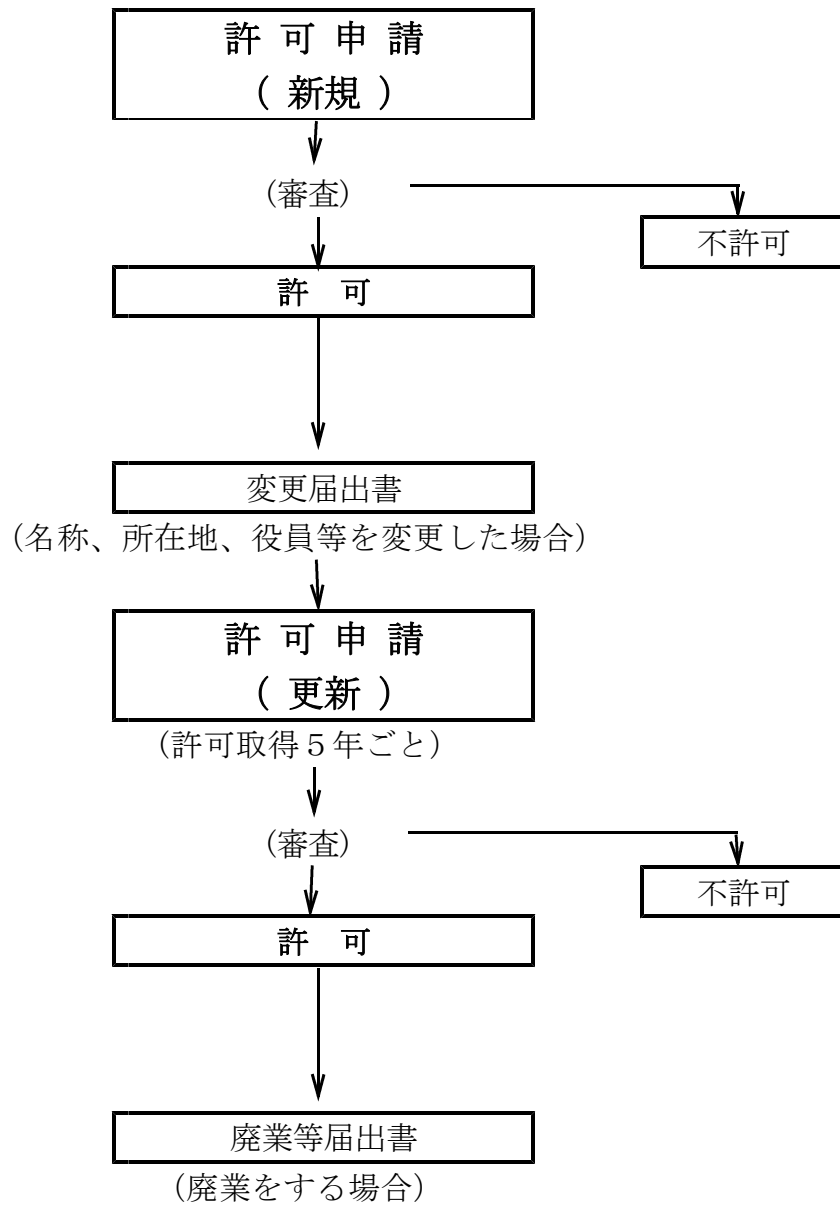 許 可 申 請
（ 新規 ）
（審査）
不許可
許 可
変更届出書
（名称、所在地、役員等を変更した場合）
許 可 申 請
（ 更新 ）
（許可取得５年ごと）
（審査）
不許可
許 可
廃業等届出書
（廃業をする場合）